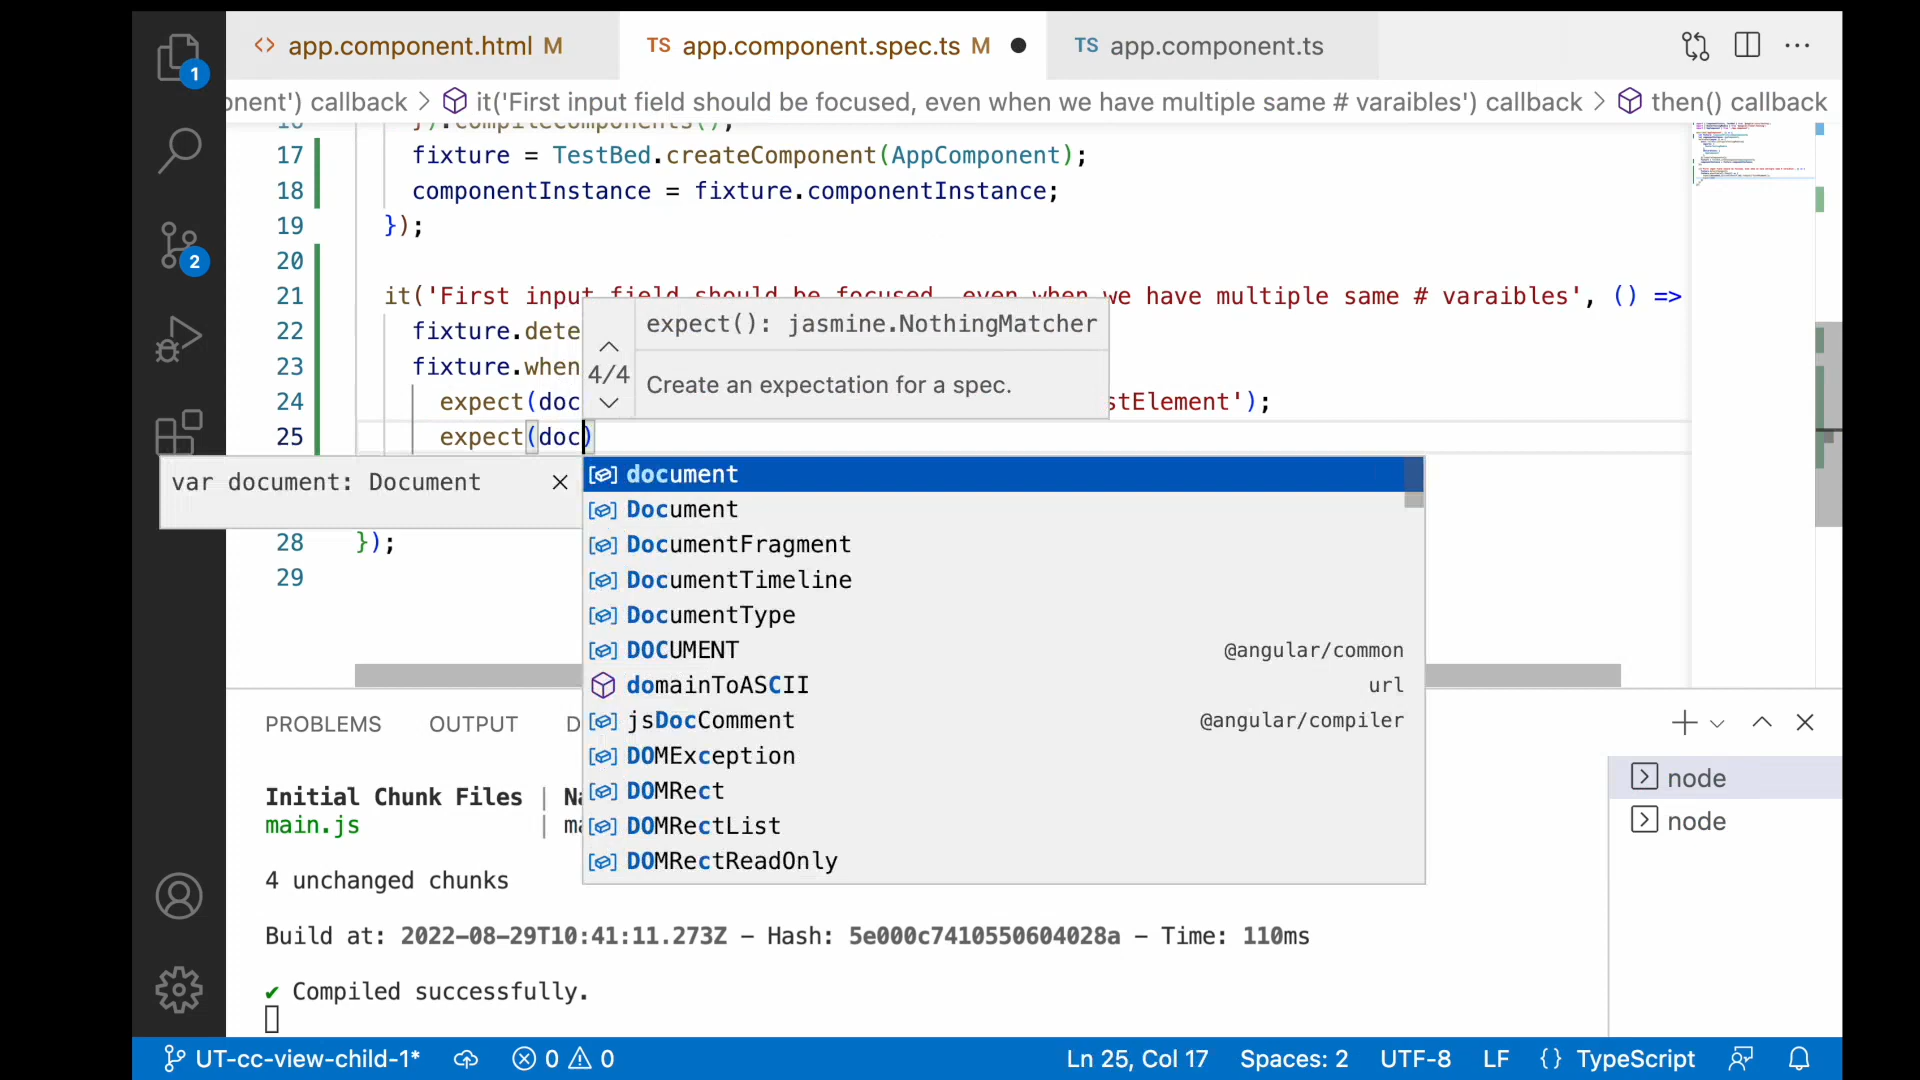 1
<> app.component.html M
TS app.component.spec.ts M
TS app.component.ts
onent') callback > it('First input field should be focused, even when we have multiple same # varaibles') callback > then() callback
16 }).compileComponents();
17 fixture = TestBed.createComponent(AppComponent);
18 componentInstance = fixture.componentInstance;
19 });
20
2
21 it('First input field should be focused, even when we have multiple same # varaibles', () =>
22 fixture.dete
expect(): jasmine.NothingMatcher
23 fixture.when
4/4
Create an expectation for a spec.
24 expect(doc
stElement');
25 expect(doc)
var document: Document ×
document
Document
28 });
DocumentFragment
29
DocumentTimeline
DocumentType
DOCUMENT @angular/common
domainToASCII url
jsDocComment @angular/compiler
DOMException
DOMRect
DOMRectList
DOMRectReadOnly
PROBLEMS OUTPUT D
Initial Chunk Files | Na
main.js | ma
4 unchanged chunks
Build at: 2022-08-29T10:41:11.273Z - Hash: 5e000c7410550604028a - Time: 110ms
✔ Compiled successfully.
node
node
UT-cc-view-child-1* 0 0 Ln 25, Col 17 Spaces: 2 UTF-8 LF {} TypeScript